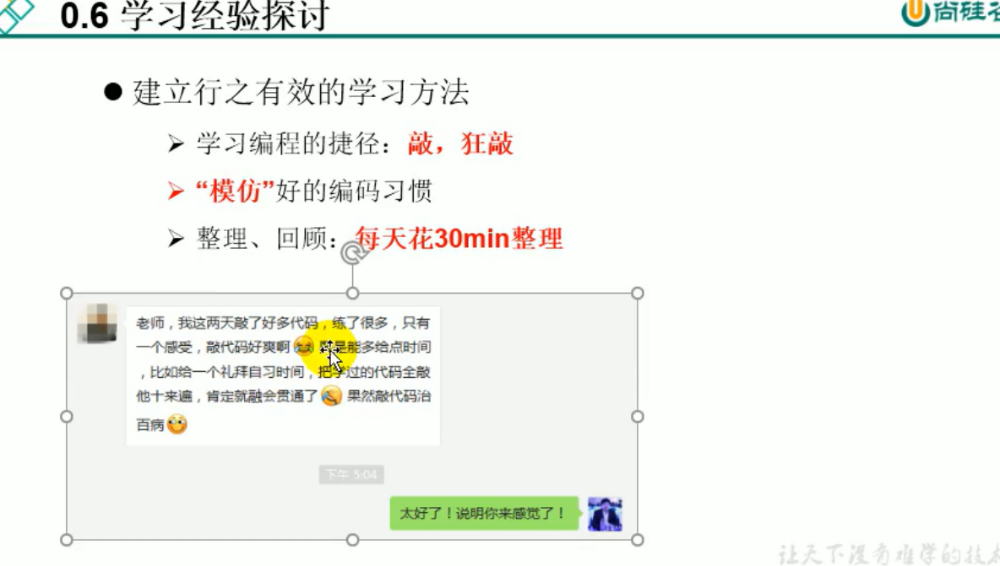 0.6 学习经验探讨
尚硅谷
建立行之有效的学习方法
学习编程的捷径：敲，狂敲
“模仿”好的编码习惯
整理、回顾：每天花30min整理
老师，我这两天敲了好多代码，练了很多，只有
一个感受，敲代码好爽啊 是能多给点时间
，比如给一个礼拜自习时间，把学过的代码全敲
他十来遍，肯定就融会贯通了 果然敲代码治
百病
下午 5:04
太好了！说明你来感觉了！
让天下没有难学的技术